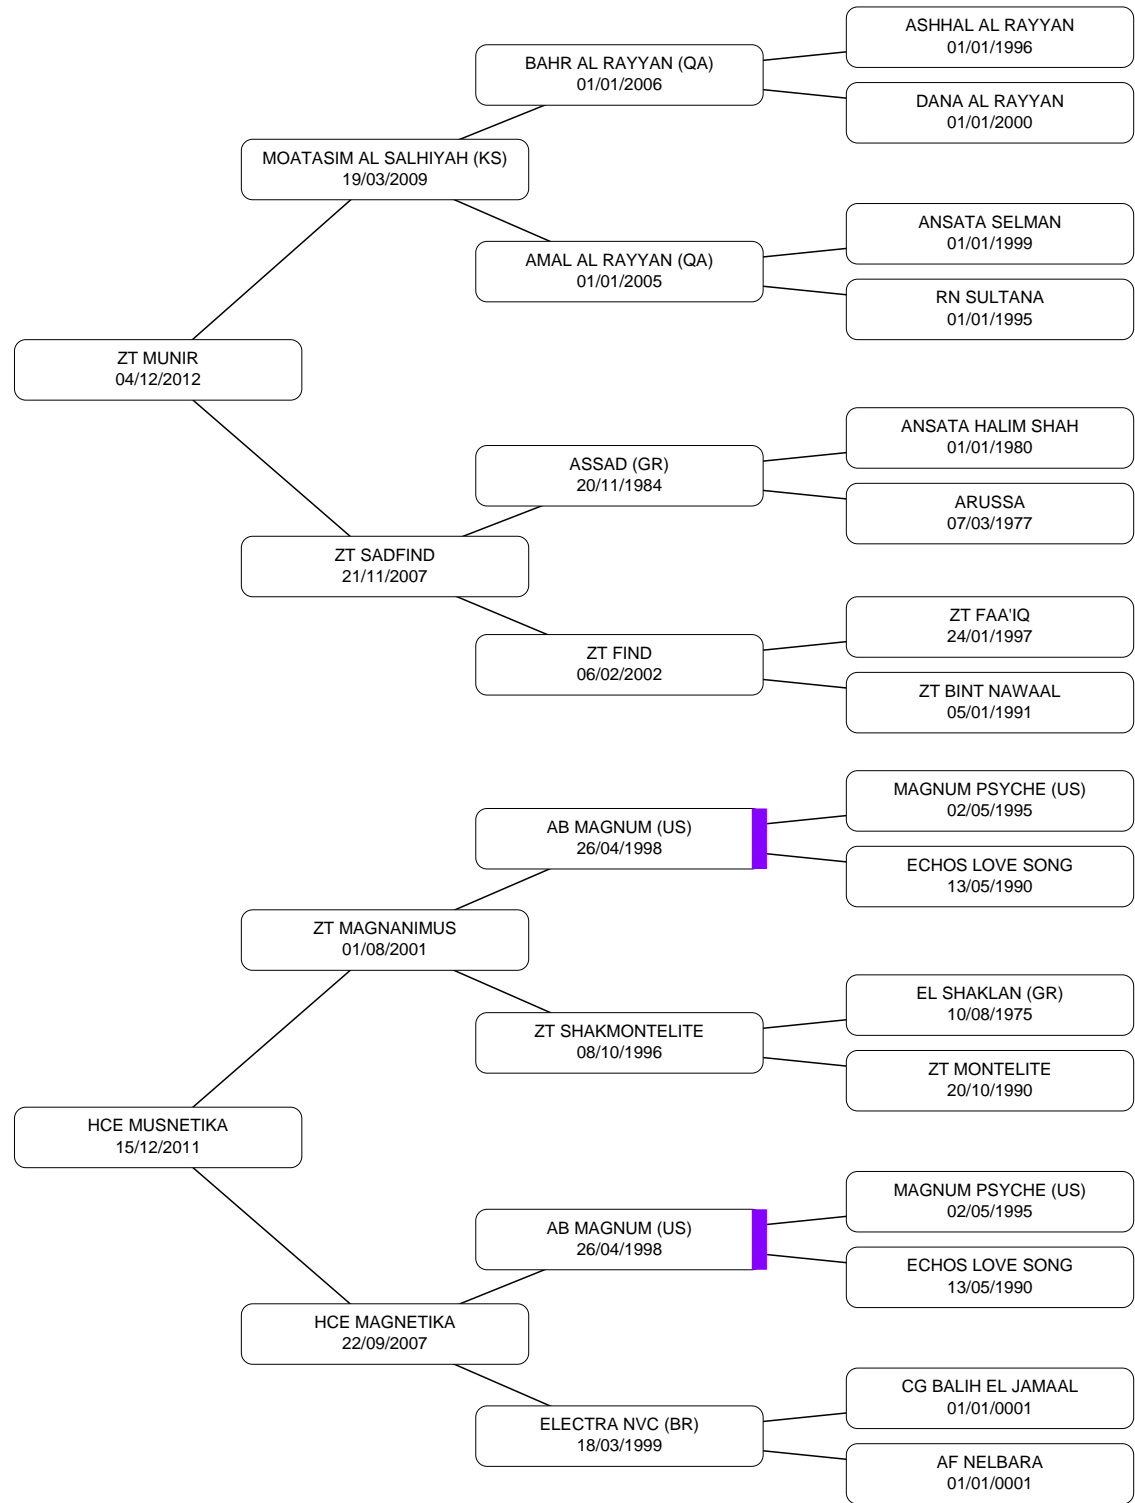 ASHHAL AL RAYYAN
01/01/1996
BAHR AL RAYYAN (QA)
01/01/2006
DANA AL RAYYAN
01/01/2000
MOATASIM AL SALHIYAH (KS)
19/03/2009
ANSATA SELMAN
01/01/1999
AMAL AL RAYYAN (QA)
01/01/2005
RN SULTANA
01/01/1995
ZT MUNIR
04/12/2012
ANSATA HALIM SHAH
01/01/1980
ASSAD (GR)
20/11/1984
ARUSSA
07/03/1977
ZT SADFIND
21/11/2007
ZT FAA'IQ
24/01/1997
ZT FIND
06/02/2002
ZT BINT NAWAAL
05/01/1991
MAGNUM PSYCHE (US)
02/05/1995
AB MAGNUM (US)
26/04/1998
ECHOS LOVE SONG
13/05/1990
ZT MAGNANIMUS
01/08/2001
EL SHAKLAN (GR)
10/08/1975
ZT SHAKMONTELITE
08/10/1996
ZT MONTELITE
20/10/1990
HCE MUSNETIKA
15/12/2011
MAGNUM PSYCHE (US)
02/05/1995
AB MAGNUM (US)
26/04/1998
ECHOS LOVE SONG
13/05/1990
HCE MAGNETIKA
22/09/2007
CG BALIH EL JAMAAL
01/01/0001
ELECTRA NVC (BR)
18/03/1999
AF NELBARA
01/01/0001